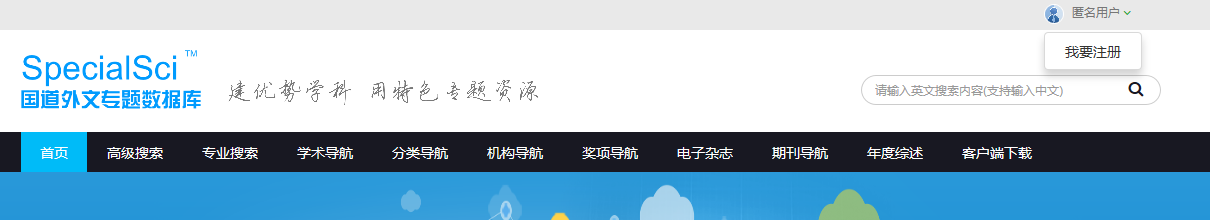 匿名用户
我要注册
SpecialSci™
国道外文专题数据库
建优势学科 用特色专题资源
请输入英文搜索内容(支持输入中文)
首页 高级搜索 专业搜索 学术导航 分类导航 机构导航 奖项导航 电子杂志 期刊导航 年度综述 客户端下载